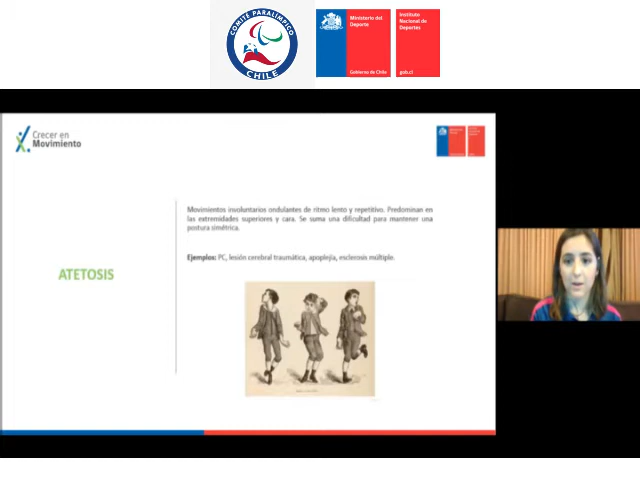 COMITÉ PARALÍMPICO
CHILE
Ministerio del
Deporte
Gobierno de Chile
Instituto
Nacional de
Deportes
gob.cl
Crecer en
Movimiento
Movimientos involuntarios ondulantes de ritmo lento y repetitivo. Predominan en
las extremidades superiores y cara. Se suma una dificultad para mantener una
postura simétrica.
Ejemplos: PC, lesión cerebral traumática, apoplejía, esclerosis múltiple.
ATETOSIS